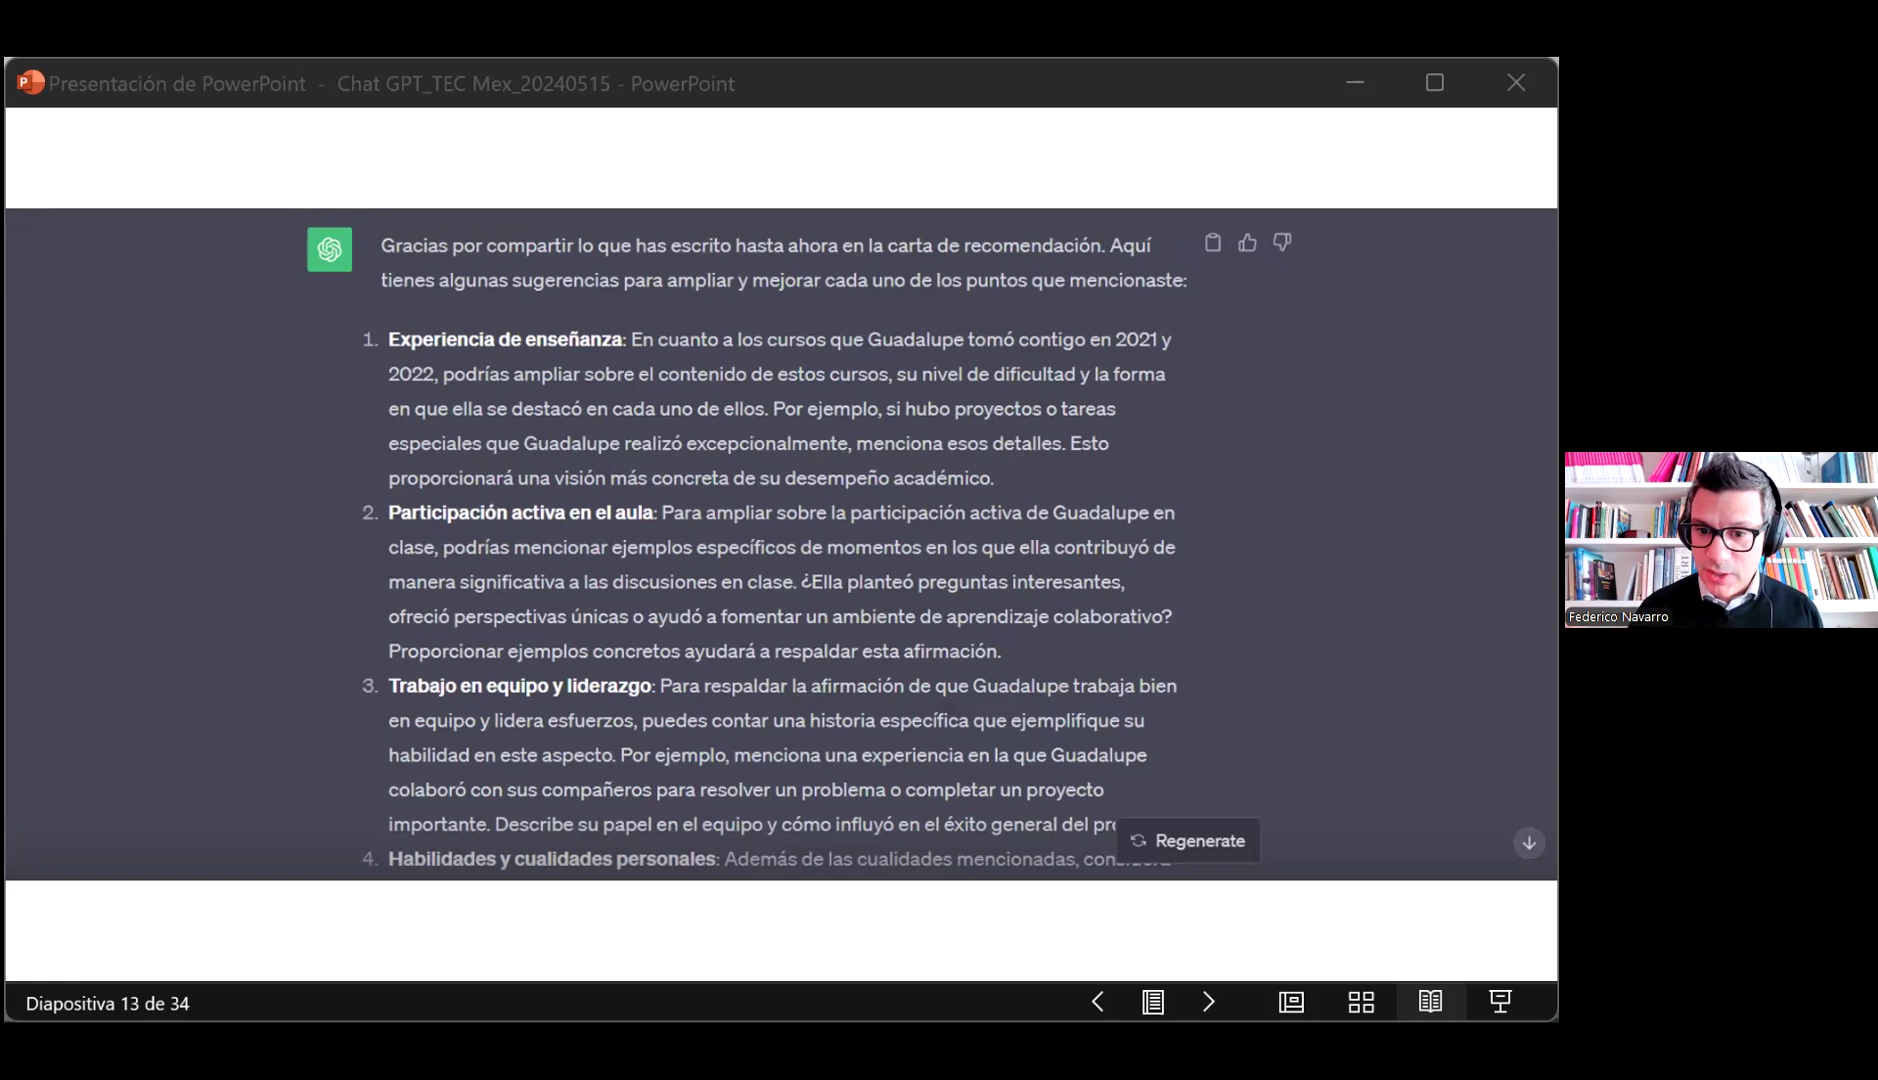 Presentación de PowerPoint - Chat GPT_TEC Mex_20240515 - PowerPoint
Gracias por compartir lo que has escrito hasta ahora en la carta de recomendación. Aquí
tienes algunas sugerencias para ampliar y mejorar cada uno de los puntos que mencionaste:
1. Experiencia de enseñanza: En cuanto a los cursos que Guadalupe tomó contigo en 2021 y
2022, podrías ampliar sobre el contenido de estos cursos, su nivel de dificultad y la forma
en que ella se destacó en cada uno de ellos. Por ejemplo, si hubo proyectos o tareas
especiales que Guadalupe realizó excepcionalmente, menciona esos detalles. Esto
proporcionará una visión más concreta de su desempeño académico.
2. Participación activa en el aula: Para ampliar sobre la participación activa de Guadalupe en
clase, podrías mencionar ejemplos específicos de momentos en los que ella contribuyó de
manera significativa a las discusiones en clase. ¿Ella planteó preguntas interesantes,
ofreció perspectivas únicas o ayudó a fomentar un ambiente de aprendizaje colaborativo?
Proporcionar ejemplos concretos ayudará a respaldar esta afirmación.
3. Trabajo en equipo y liderazgo: Para respaldar la afirmación de que Guadalupe trabaja bien
en equipo y lidera esfuerzos, puedes contar una historia específica que ejemplifique su
habilidad en este aspecto. Por ejemplo, menciona una experiencia en la que Guadalupe
colaboró con sus compañeros para resolver un problema o completar un proyecto
importante. Describe su papel en el equipo y cómo influyó en el éxito general del
Regenerate
4. Habilidades y cualidades personales: Además de las cualidades mencionadas,
Federico Navarro
Diapositiva 13 de 34